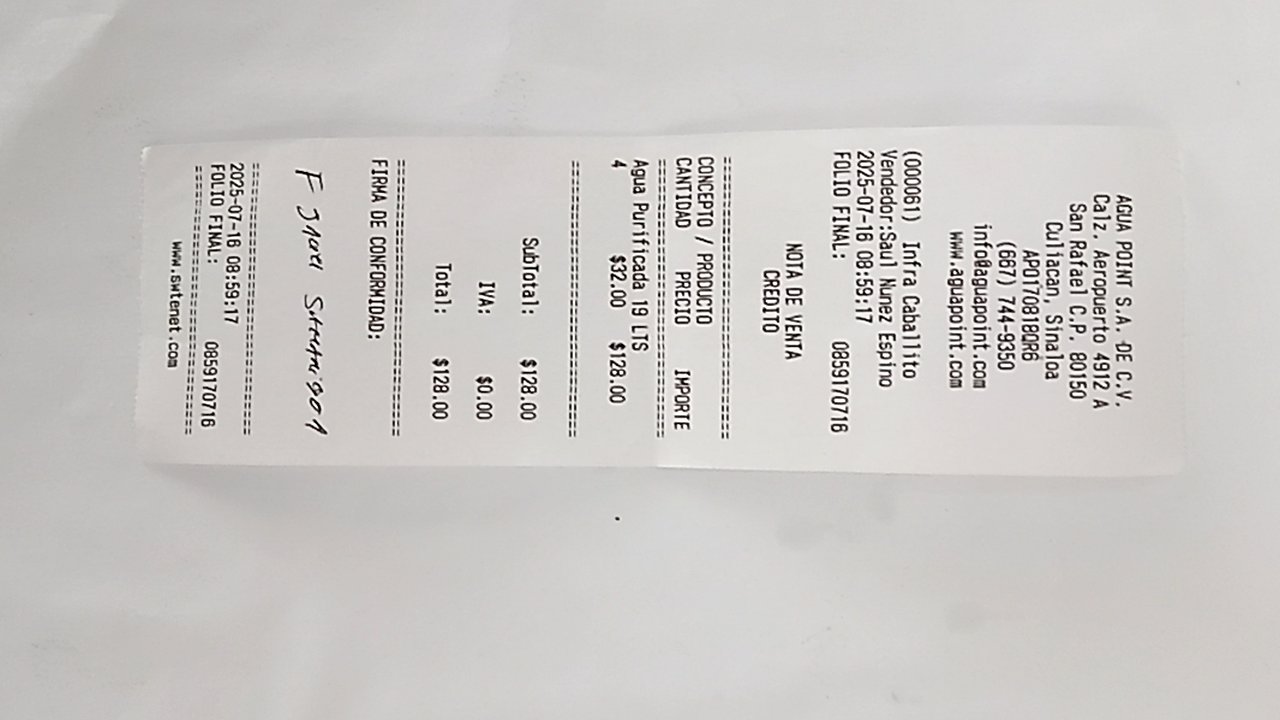 AGUA POINT S.A. DE C.V.
Calz. Aeropuerto 4912 A
San Rafael C.P. 80150
Culiacan, Sinaloa
APO170818QR6
(667) 744-9350
info@aguapoint.com
www.aguapoint.com
(000061) Infra Caballito
Vendedor:Saul Nunez Espino
2025-07-16 08:59:17
FOLIO FINAL: 0859170716
NOTA DE VENTA
CREDITO
===============================
CONCEPTO / PRODUCTO
CANTIDAD PRECIO IMPORTE
===============================
Agua Purificada 19 LTS
4 $32.00 $128.00
===============================
SubTotal: $128.00
IVA: $0.00
Total: $128.00
===============================
FIRMA DE CONFORMIDAD:
F
===============================
2025-07-16 08:59:17
FOLIO FINAL: 0859170716
===============================
www.swtenet.com